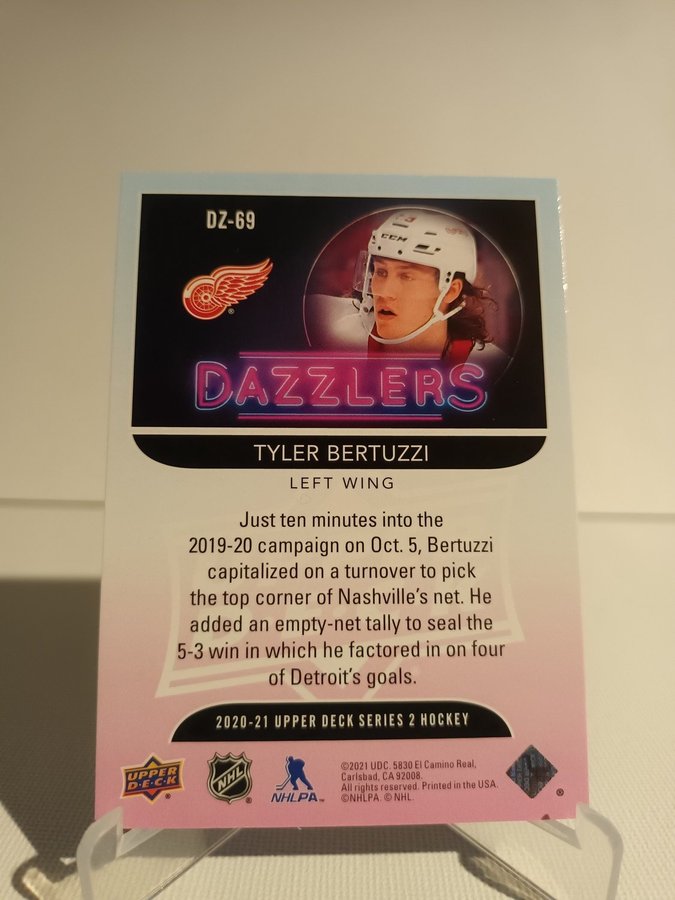 DZ-69
CCM
DAZZLERS
TYLER BERTUZZI
LEFT WING
Just ten minutes into the
2019-20 campaign on Oct. 5, Bertuzzi
capitalized on a turnover to pick
the top corner of Nashville's net. He
added an empty-net tally to seal the
5-3 win in which he factored in on four
of Detroit's goals.
2020-21 UPPER DECK SERIES 2 HOCKEY
UPPER DECK
NHL
NHLPA
©2021 UDC. 5830 El Camino Real,
Carlsbad, CA 92008.
All rights reserved. Printed in the USA.
©NHLPA. © NHL.